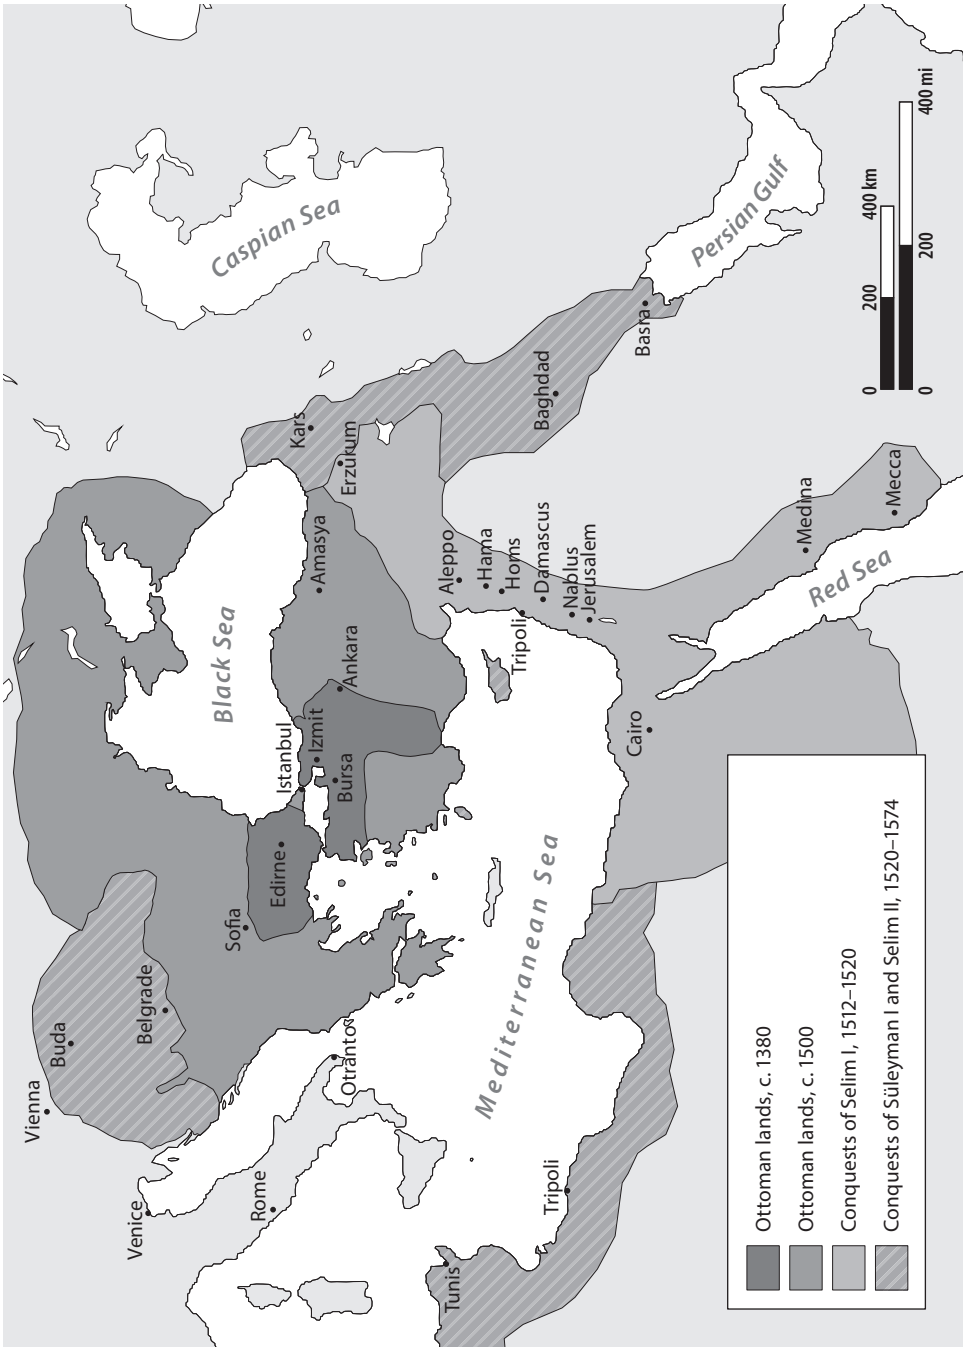 Vienna
Buda
Belgrade
Venice
Rome
Sofia
Edirne
Istanbul
Izmit
Bursa
Ankara
Amasya
Kars
Erzurum
Black Sea
Caspian Sea
Otranto
Mediterranean Sea
Tunis
Tripoli
Aleppo
Hama
Homs
Tripoli
Damascus
Nablus
Jerusalem
Baghdad
Basra
Persian Gulf
Cairo
Medina
Mecca
Red Sea
Ottoman lands, c. 1380
Ottoman lands, c. 1500
Conquests of Selim I, 1512–1520
Conquests of Süleyman I and Selim II, 1520–1574
0 200 400 km
0 200 400 mi